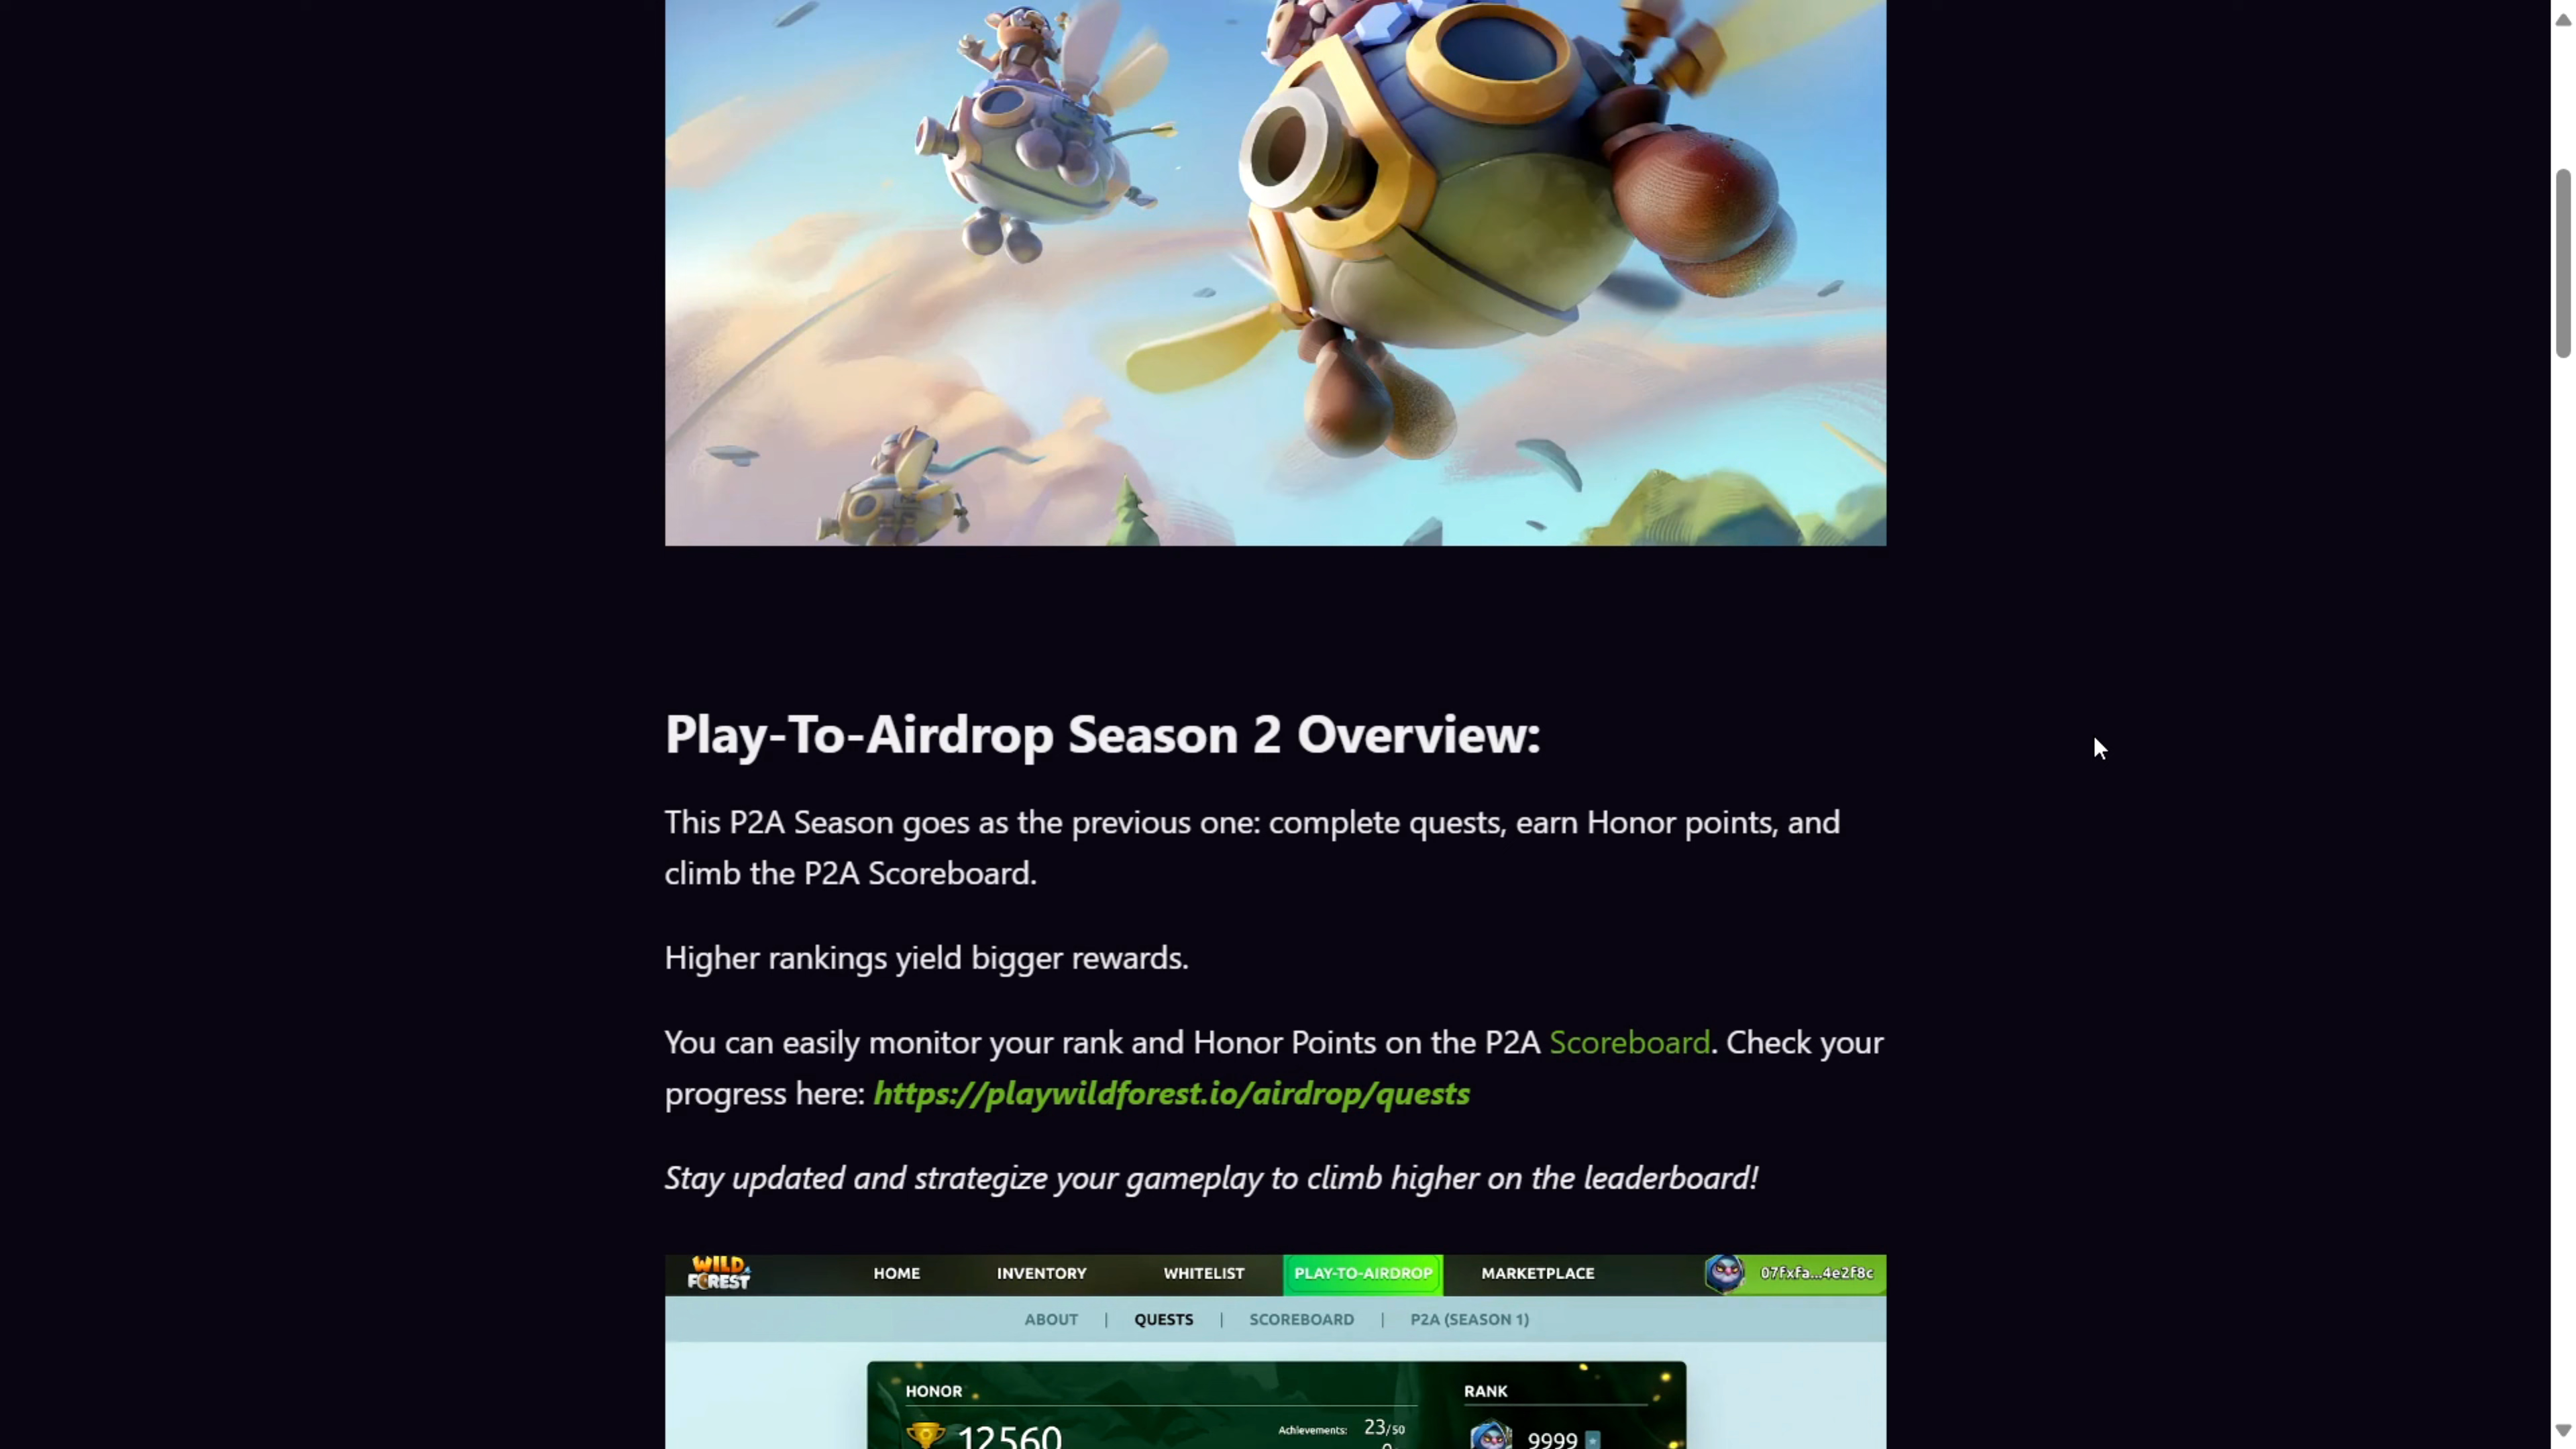 Play-To-Airdrop Season 2 Overview:
This P2A Season goes as the previous one: complete quests, earn Honor points, and
climb the P2A Scoreboard.
Higher rankings yield bigger rewards.
You can easily monitor your rank and Honor Points on the P2A Scoreboard. Check your
progress here: https://playwildforest.io/airdrop/quests
Stay updated and strategize your gameplay to climb higher on the leaderboard!
WILD FOREST HOME INVENTORY WHITELIST PLAY-TO-AIRDROP MARKETPLACE 07fxfa...4e2f8c
ABOUT | QUESTS | SCOREBOARD | P2A (SEASON 1)
HONOR RANK
12560 Achievements: 23/50 9999